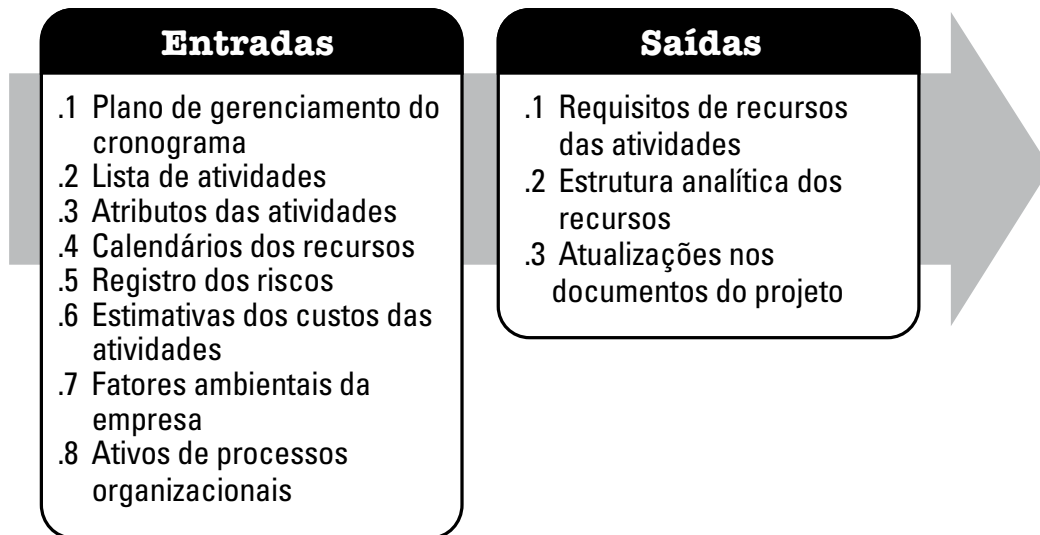 Entradas
.1 Plano de gerenciamento do
cronograma
.2 Lista de atividades
.3 Atributos das atividades
.4 Calendários dos recursos
.5 Registro dos riscos
.6 Estimativas dos custos das
atividades
.7 Fatores ambientais da
empresa
.8 Ativos de processos
organizacionais
Saídas
.1 Requisitos de recursos
das atividades
.2 Estrutura analítica dos
recursos
.3 Atualizações nos
documentos do projeto